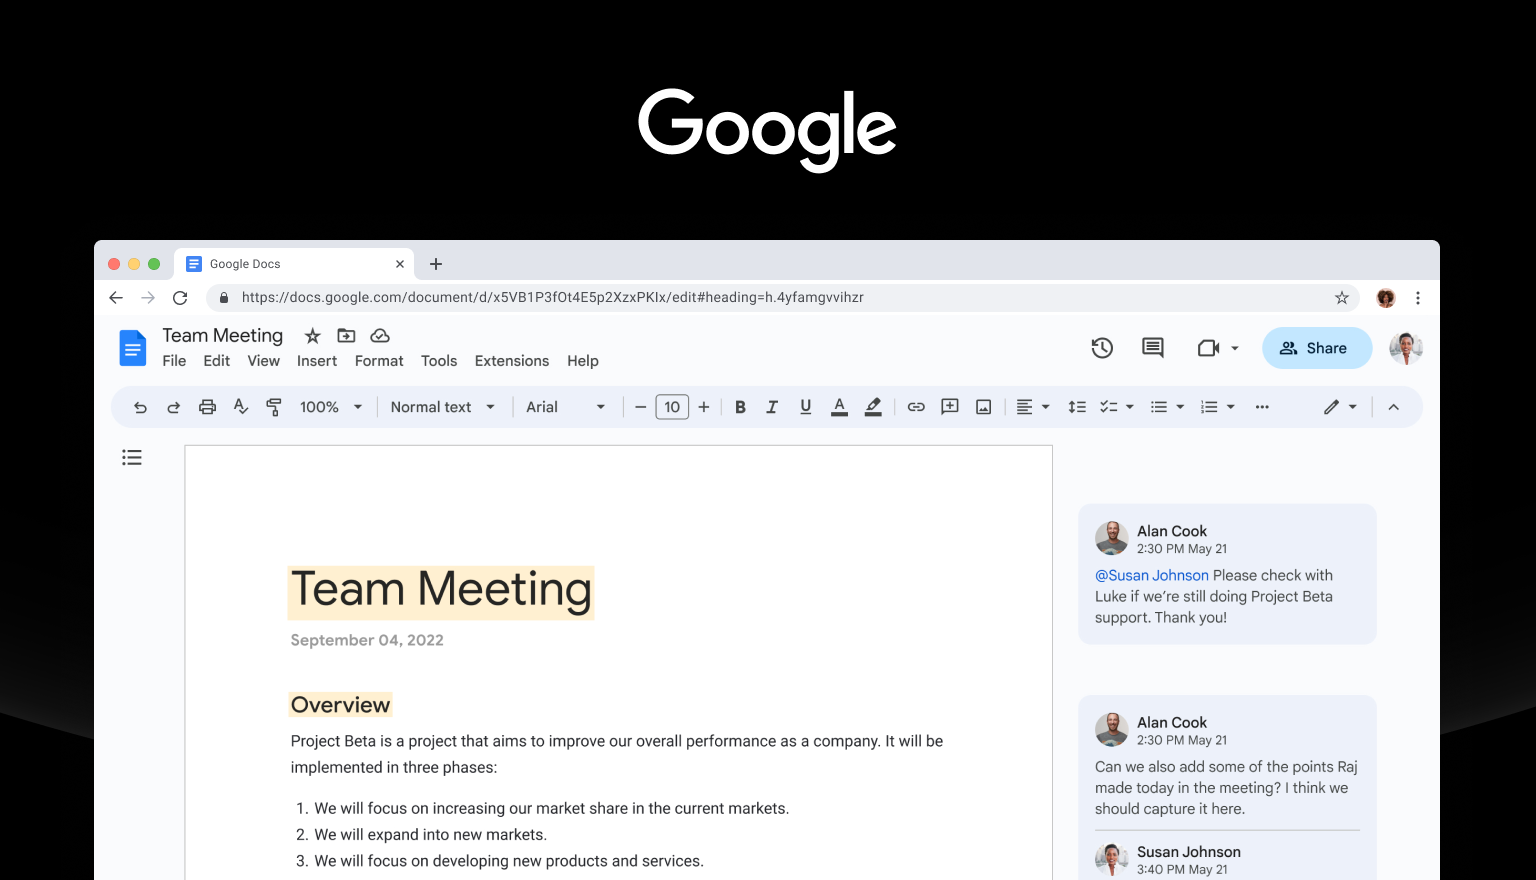 Google
Google Docs
https://docs.google.com/document/d/x5VB1P3fOt4E5p2XzxPKIx/edit#heading=h.4yfamgvvihzr
Team Meeting
File Edit View Insert Format Tools Extensions Help
Share
100% Normal text Arial 10 B I U A
Team Meeting
September 04, 2022
Overview
Project Beta is a project that aims to improve our overall performance as a company. It will be
implemented in three phases:
1. We will focus on increasing our market share in the current markets.
2. We will expand into new markets.
3. We will focus on developing new products and services.
Alan Cook
2:30 PM May 21
@Susan Johnson Please check with
Luke if we’re still doing Project Beta
support. Thank you!
Alan Cook
2:30 PM May 21
Can we also add some of the points Raj
made today in the meeting? I think we
should capture it here.
Susan Johnson
3:40 PM May 21